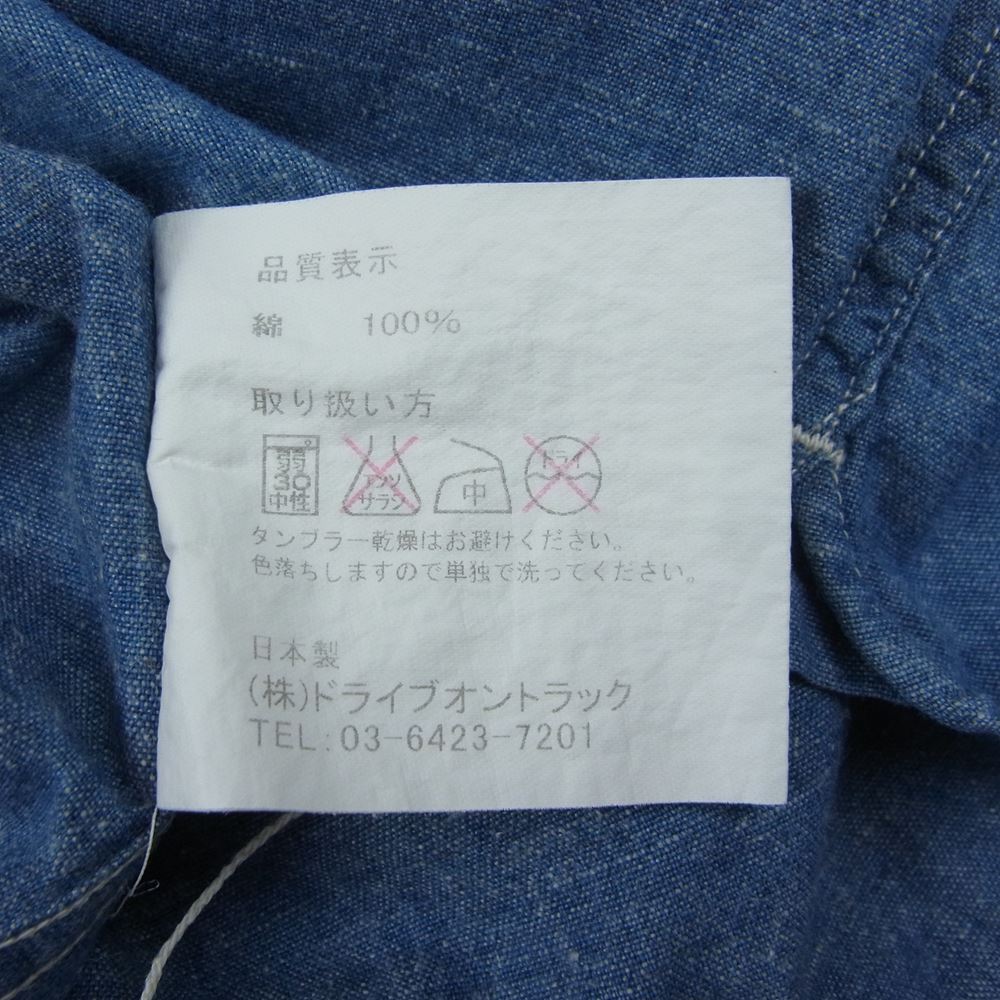 品質表示
綿 100%
取り扱い方
弱 30 中性 エンソ サラシ 中 ドライ
タンブラー乾燥はお避けください。
色落ちしますので単独で洗ってください。
日本製
(株)ドライブオントラック
TEL:03-6423-7201